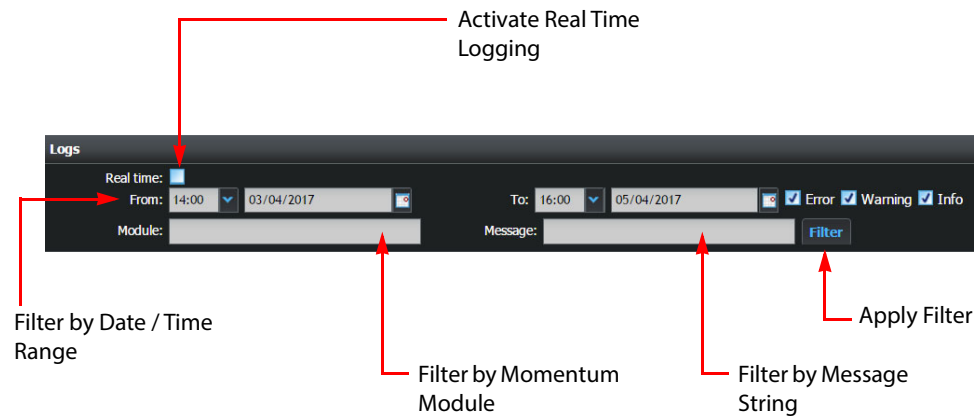 Activate Real Time
Logging
Logs
Real time:
From: 14:00 03/04/2017 To: 16:00 05/04/2017 Error Warning Info
Module: Message: Filter
Filter by Date / Time
Range
Apply Filter
Filter by Momentum
Module
Filter by Message
String